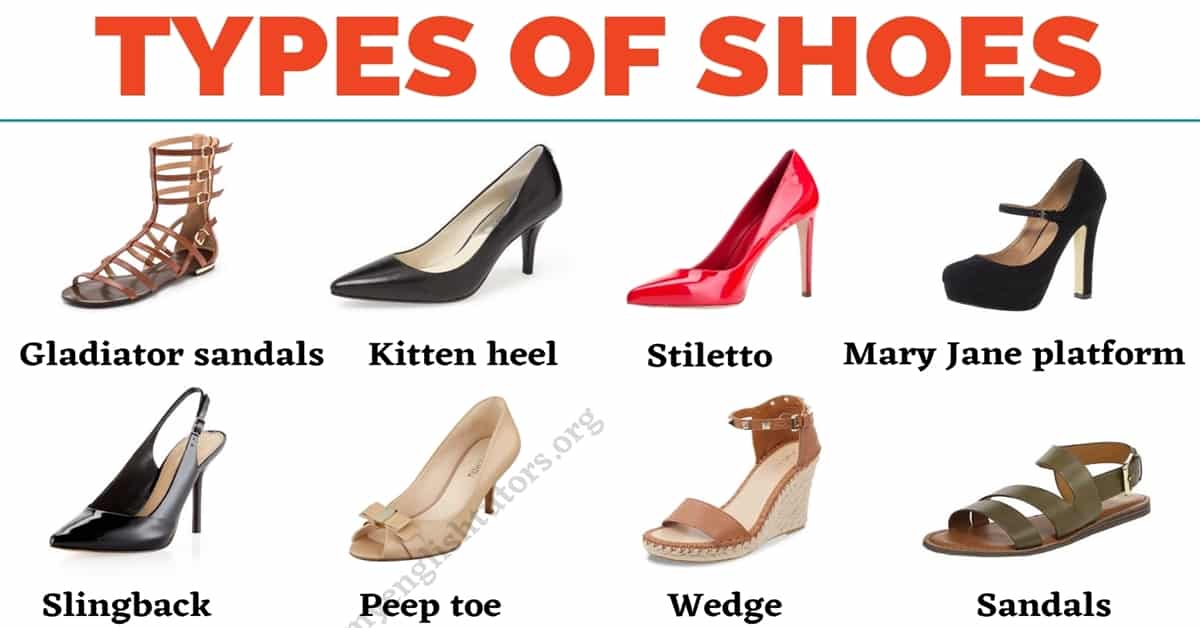 TYPES OF SHOES
Gladiator sandals
Kitten heel
Stiletto
Mary Jane platform
Slingback
Peep toe
Wedge
Sandals
myenglishtutors.org